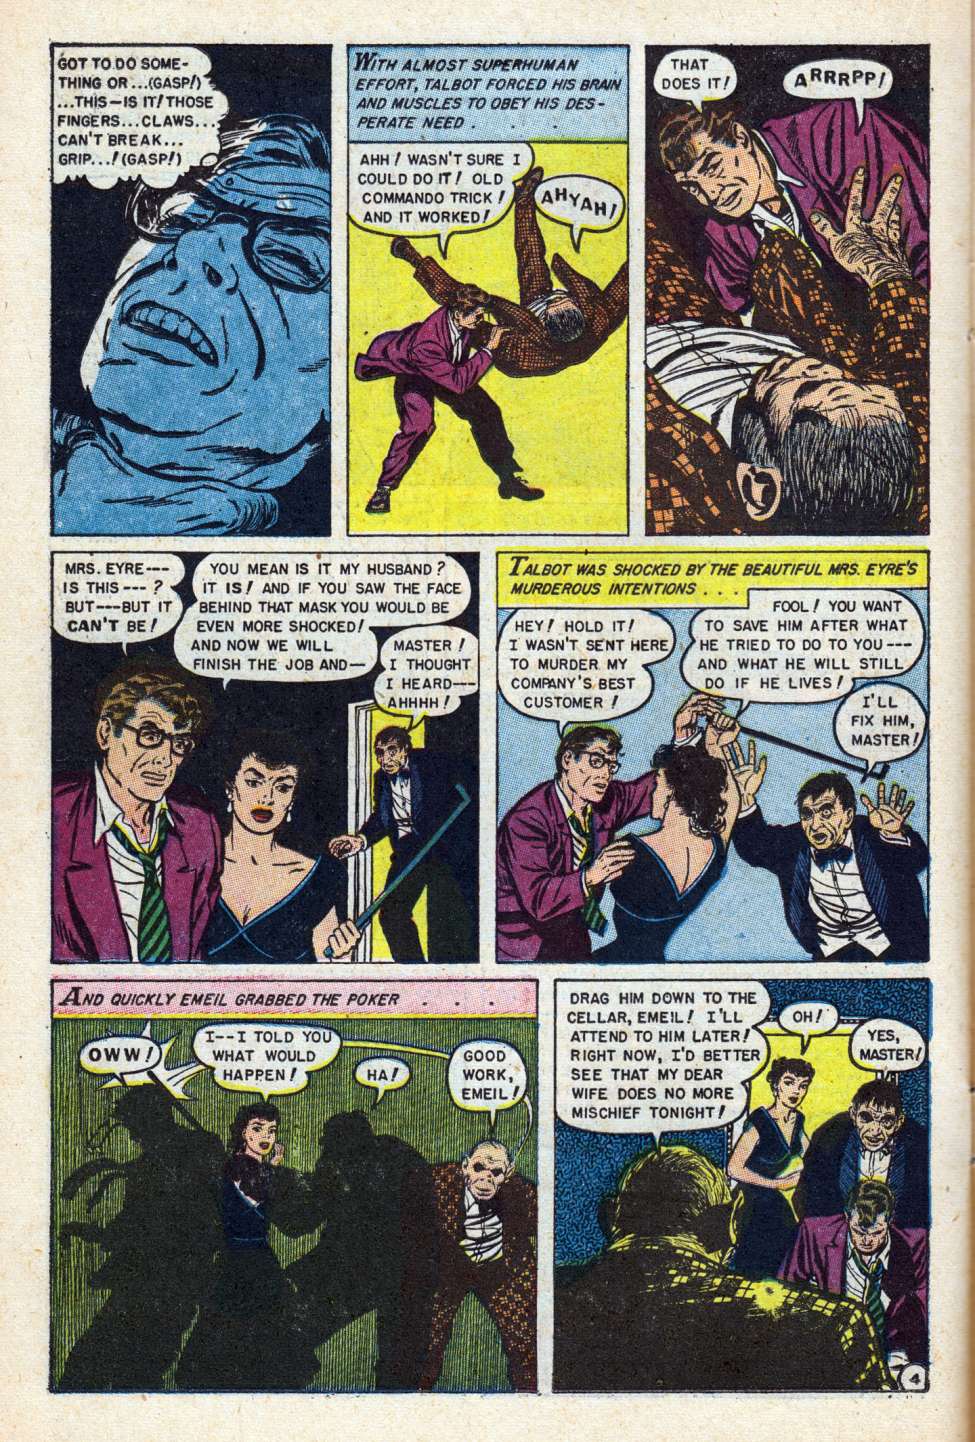 GOT TO DO SOME-
THING OR...(GASP!)
...THIS-IS IT! THOSE
FINGERS...CLAWS...
CAN'T BREAK...
GRIP...!(GASP!)
WITH ALMOST SUPERHUMAN
EFFORT, TALBOT FORCED HIS BRAIN
AND MUSCLES TO OBEY HIS DES-
PERATE NEED . . . .
AHH! WASN'T SURE I
COULD DO IT! OLD
COMMANDO TRICK!
AND IT WORKED!
AHYAH!
THAT
DOES IT!
ARRRPP!
MRS. EYRE---
IS THIS---?
BUT---BUT IT
CAN'T BE!
YOU MEAN IS IT MY HUSBAND?
IT IS! AND IF YOU SAW THE FACE
BEHIND THAT MASK YOU WOULD BE
EVEN MORE SHOCKED!
AND NOW WE WILL
FINISH THE JOB AND—
MASTER!
I THOUGHT
I HEARD---
AHHHH!
TALBOT WAS SHOCKED BY THE BEAUTIFUL MRS. EYRE'S
MURDEROUS INTENTIONS . . .
HEY! HOLD IT!
I WASN'T SENT HERE
TO MURDER MY
COMPANY'S BEST
CUSTOMER!
FOOL! YOU WANT
TO SAVE HIM AFTER WHAT
HE TRIED TO DO TO YOU---
AND WHAT HE WILL STILL
DO IF HE LIVES!
I'LL
FIX HIM,
MASTER!
AND QUICKLY EMEIL GRABBED THE POKER . . .
OWW!
I--I TOLD YOU
WHAT WOULD
HAPPEN!
HA!
GOOD
WORK,
EMEIL!
DRAG HIM DOWN TO THE
CELLAR, EMEIL! I'LL
ATTEND TO HIM LATER!
RIGHT NOW, I'D BETTER
SEE THAT MY DEAR
WIFE DOES NO MORE
MISCHIEF TONIGHT!
OH!
YES,
MASTER!
4